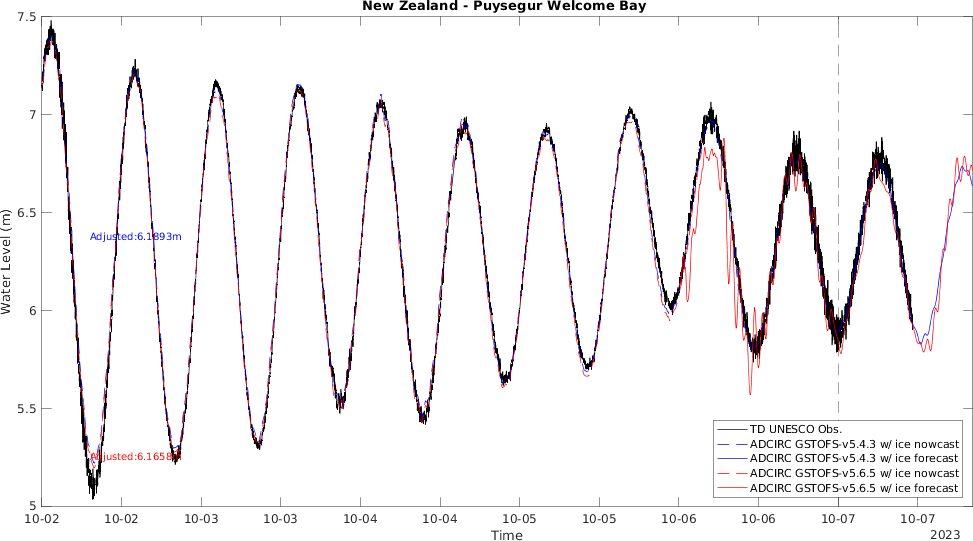 New Zealand - Puysegur Welcome Bay
7.5
7
6.5
6
5.5
5
Water Level (m)
Adjusted:6.1893m
Adjusted:6.1658m
TD UNESCO Obs.
ADCIRC GSTOFS-v5.4.3 w/ ice nowcast
ADCIRC GSTOFS-v5.4.3 w/ ice forecast
ADCIRC GSTOFS-v5.6.5 w/ ice nowcast
ADCIRC GSTOFS-v5.6.5 w/ ice forecast
10-02 10-02 10-03 10-03 10-04 10-04 10-05 10-05 10-06 10-06 10-07 10-07
Time
2023